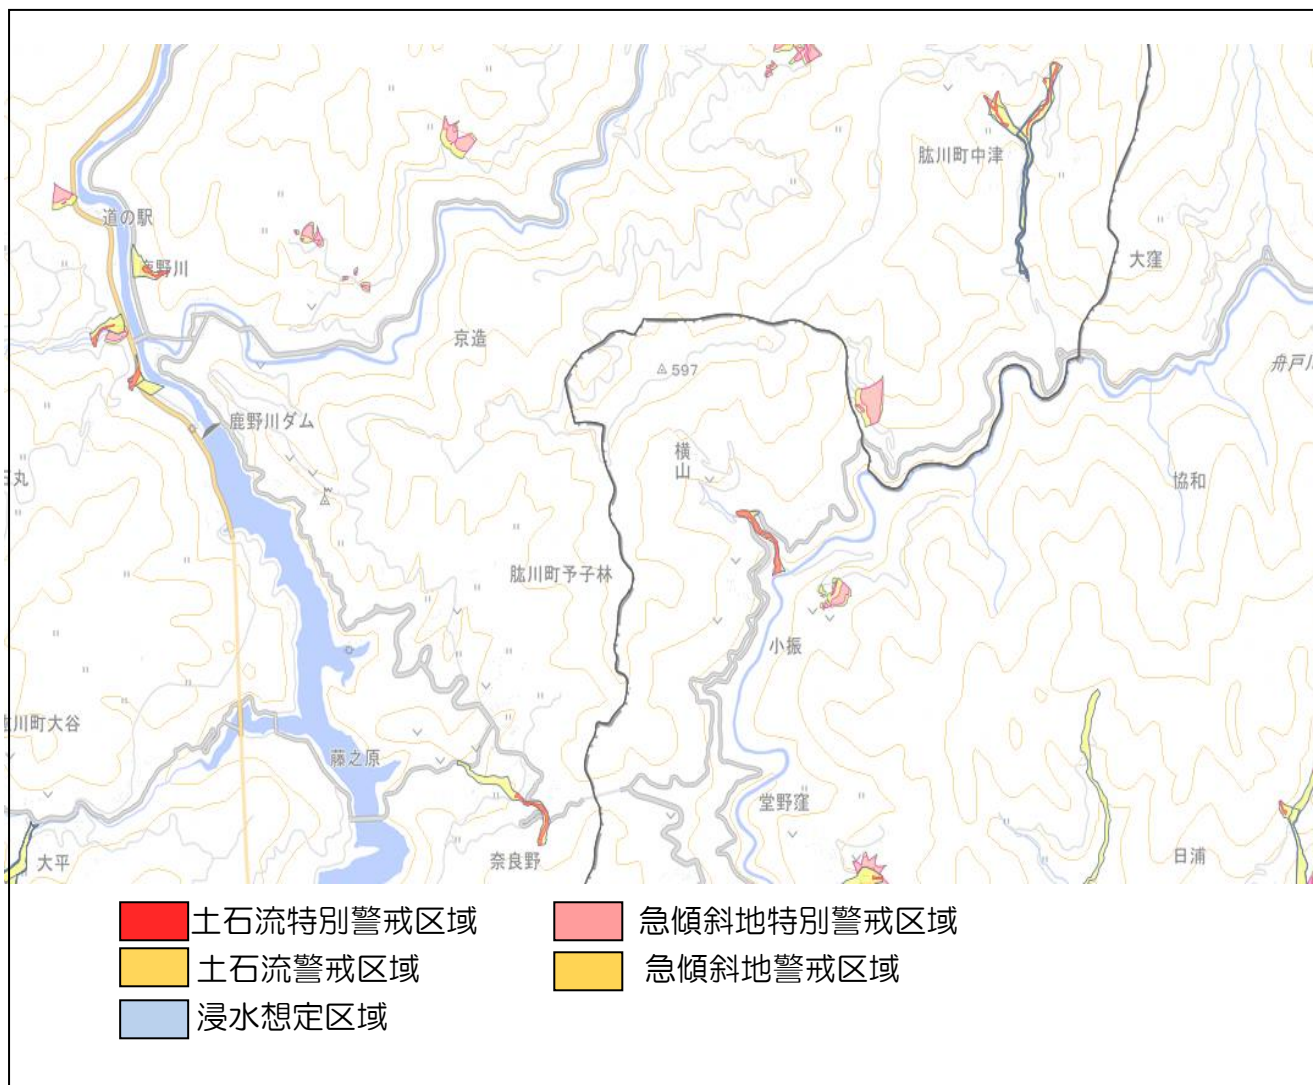 肱川町中津
道の駅
鹿野川
大窪
京造
597
舟戸川
鹿野川ダム
横山
協和
肱川町予子林
小振
肱川町大谷
藤之原
堂野窪
大平
奈良野
日浦
土石流特別警戒区域
急傾斜地特別警戒区域
土石流警戒区域
急傾斜地警戒区域
浸水想定区域